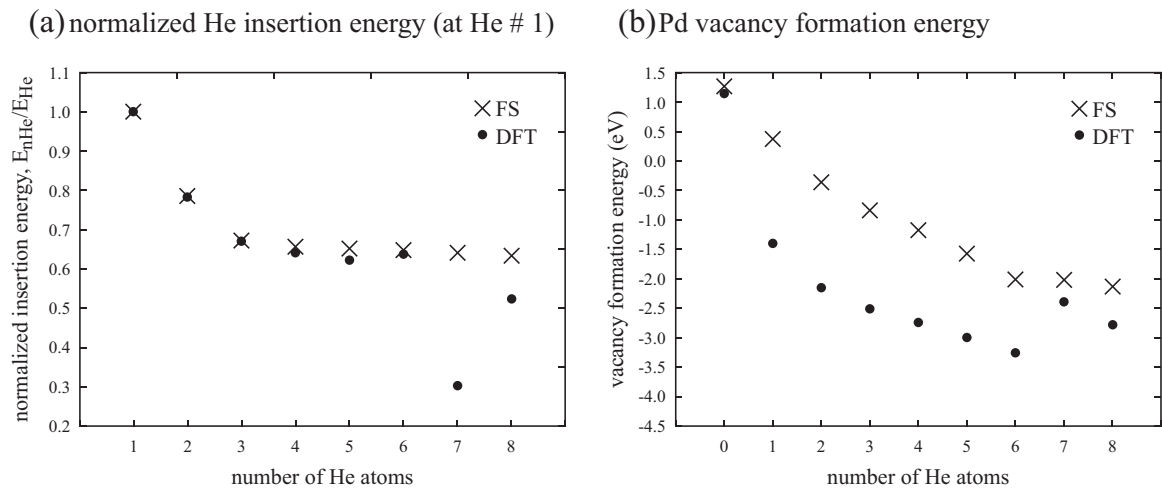 (a) normalized He insertion energy (at He # 1)
normalized insertion energy, EnHe/EHe
1.1
1.0
0.9
0.8
0.7
0.6
0.5
0.4
0.3
0.2
FS
DFT
1 2 3 4 5 6 7 8
number of He atoms
(b) Pd vacancy formation energy
vacancy formation energy (eV)
1.5
1.0
0.5
0.0
-0.5
-1.0
-1.5
-2.0
-2.5
-3.0
-3.5
-4.0
-4.5
FS
DFT
0 1 2 3 4 5 6 7 8
number of He atoms